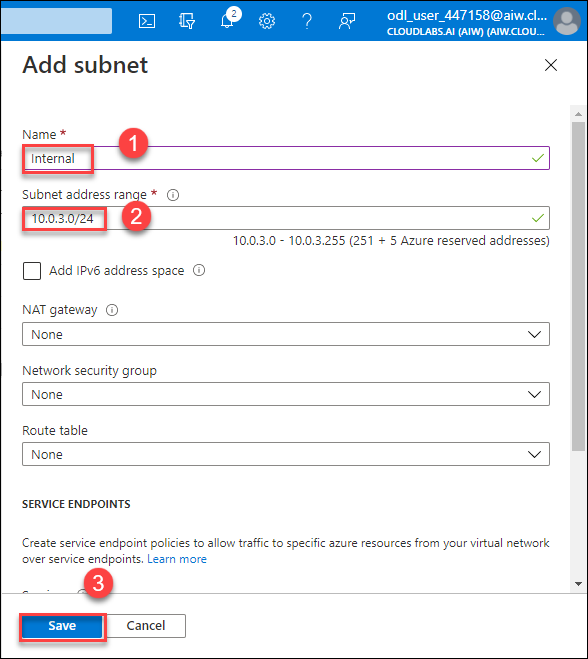 2
odl_user_447158@aiw.cl...
CLOUDLABS.AI (AIW) (AIW.CLOU...
Add subnet
Name *
1
Internal
Subnet address range *
2
10.0.3.0/24
10.0.3.0 - 10.0.3.255 (251 + 5 Azure reserved addresses)
Add IPv6 address space
NAT gateway
None
Network security group
None
Route table
None
SERVICE ENDPOINTS
Create service endpoint policies to allow traffic to specific azure resources from your virtual network
over service endpoints. Learn more
3
Save Cancel